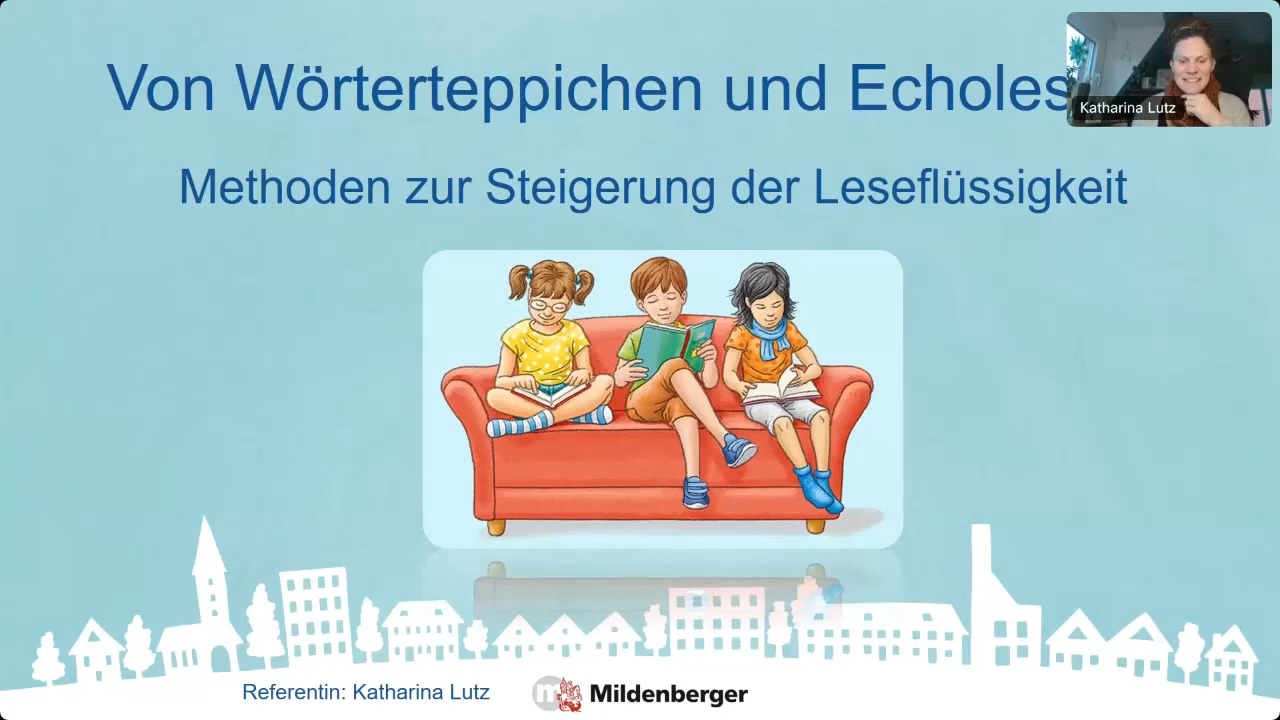 Von Wörterteppichen und Echoles
Katharina Lutz
Methoden zur Steigerung der Leseflüssigkeit
Referentin: Katharina Lutz
m Mildenberger